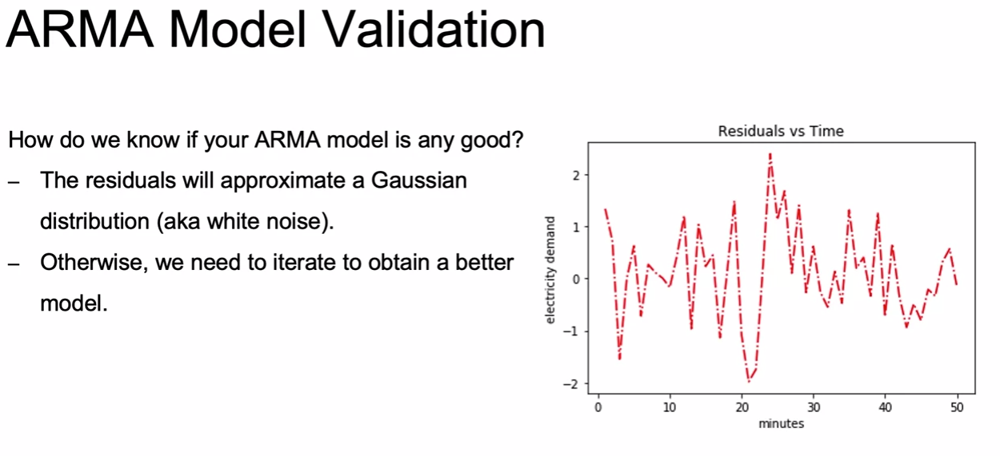 ARMA Model Validation
How do we know if your ARMA model is any good?
– The residuals will approximate a Gaussian
distribution (aka white noise).
– Otherwise, we need to iterate to obtain a better
model.
Residuals vs Time
electricity demand
2
1
0
−1
−2
0 10 20 30 40 50
minutes